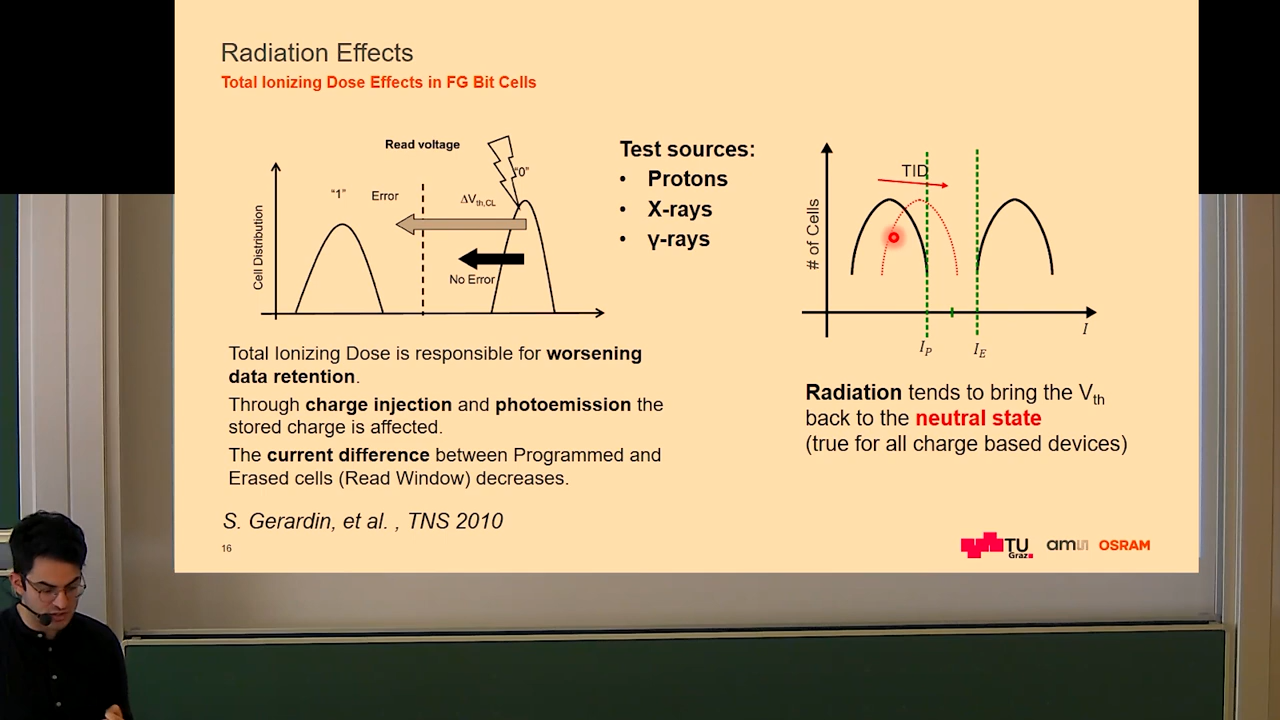 Radiation Effects
Total Ionizing Dose Effects in FG Bit Cells
Read voltage
"0"
"1"
Error
ΔVth,CL
No Error
Cell Distribution
Test sources:
• Protons
• X-rays
• γ-rays
TID
# of Cells
I
IP
IE
Total Ionizing Dose is responsible for worsening
data retention.
Through charge injection and photoemission the
stored charge is affected.
The current difference between Programmed and
Erased cells (Read Window) decreases.
Radiation tends to bring the Vth
back to the neutral state
(true for all charge based devices)
S. Gerardin, et al. , TNS 2010
16
TU
Graz
am
OSRAM